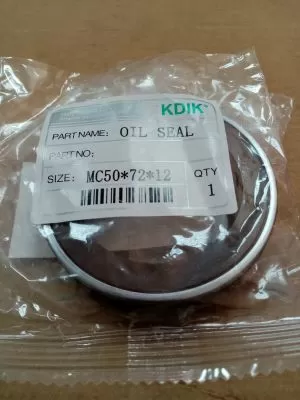 KDIK
PART NAME: OIL SEAL
PART NO:
SIZE: MC50*72*12
QTY
1